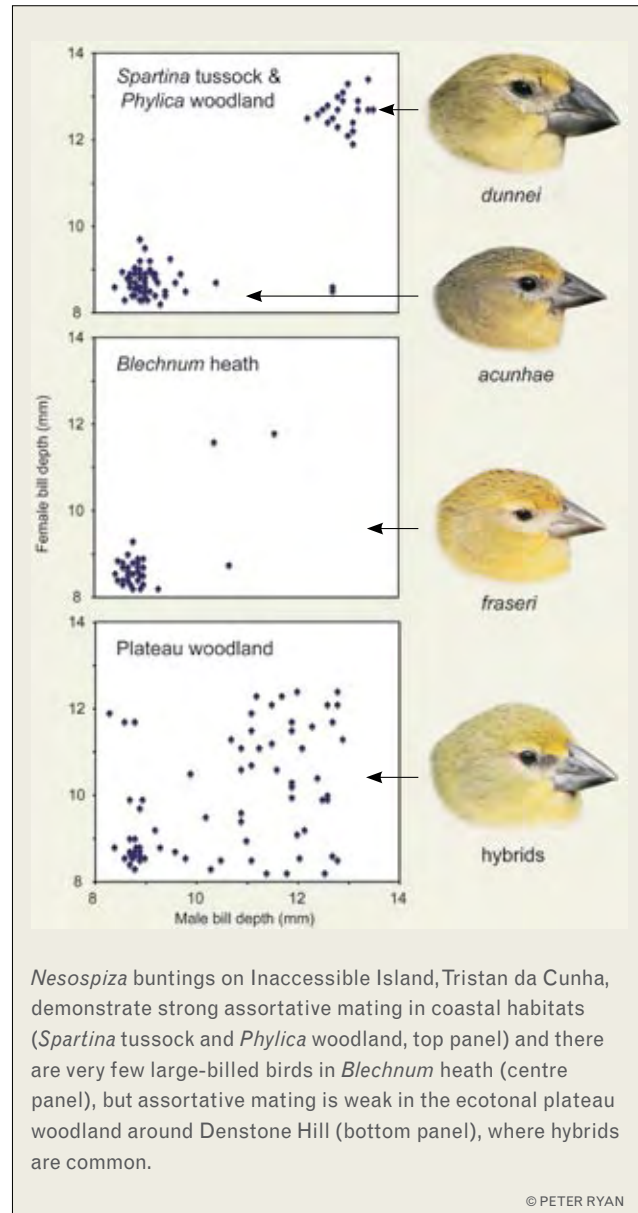 14
12
10
8
Spartina tussock &
Phylica woodland
dunnei
acunhae
14
12
10
8
Blechnum heath
Female bill depth (mm)
fraseri
14
12
10
8
Plateau woodland
8 10 12 14
Male bill depth (mm)
hybrids
Nesospiza buntings on Inaccessible Island, Tristan da Cunha,
demonstrate strong assortative mating in coastal habitats
(Spartina tussock and Phylica woodland, top panel) and there
are very few large-billed birds in Blechnum heath (centre
panel), but assortative mating is weak in the ecotonal plateau
woodland around Denstone Hill (bottom panel), where hybrids
are common.
© PETER RYAN